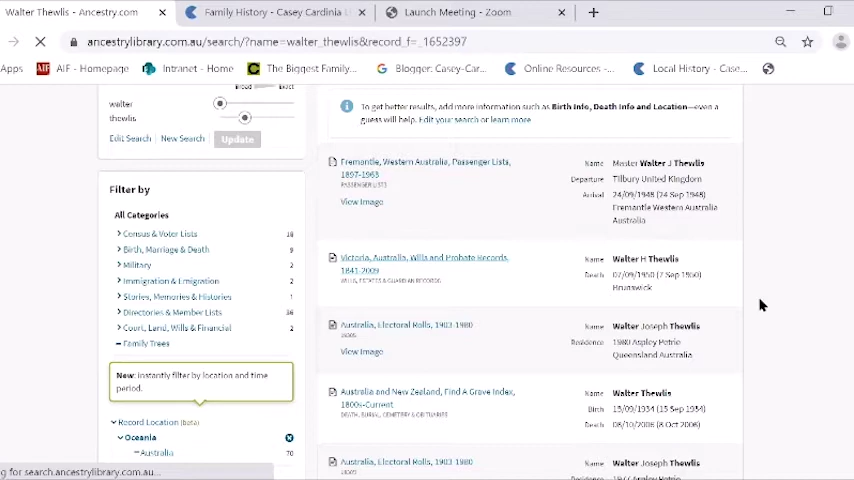 Walter Thewlis - Ancestry.com
Family History - Casey Cardinia L
Launch Meeting - Zoom
ancestrylibrary.com.au/search/?name=walter_thewlis&record_f=_1652397
Apps
AIF - Homepage
Intranet - Home
The Biggest Family...
Blogger: Casey-Car...
Online Resources -...
Local History - Case...
Broad
Exact
walter
thewlis
Edit Search
New Search
Update
To get better results, add more information such as Birth Info, Death Info and Location—even a
guess will help. Edit your search or learn more
Filter by
All Categories
Census & Voter Lists 18
Birth, Marriage & Death 9
Military 2
Immigration & Emigration 2
Stories, Memories & Histories 1
Directories & Member Lists 36
Court, Land, Wills & Financial 2
Family Trees
New: Instantly filter by location and time
period.
Record Location (beta)
Oceania
Australia 70
Fremantle, Western Australia, Passenger Lists,
1897-1963
PASSENGER LISTS
View Image
Name Master Walter J Thewlis
Departure Tilbury United Kingdom
Arrival 24/09/1948 (24 Sep 1948)
Fremantle Western Australia
Australia
Victoria, Australia, Wills and Probate Records,
1841-2009
WILLS, ESTATES & GUARDIAN RECORDS
Name Walter H Thewlis
Death 07/09/1950 (7 Sep 1950)
Brunswick
Australia, Electoral Rolls, 1903-1980
View Image
Name Walter Joseph Thewlis
Residence 1980 Aspley Petrie
Queensland Australia
Australia and New Zealand, Find A Grave Index,
1800s-Current
DEATH, BURIAL, CEMETERY & OBITUARIES
Name Walter Thewlis
Birth 15/09/1934 (15 Sep 1934)
Death 08/10/2006 (8 Oct 2006)
Australia, Electoral Rolls, 1903-1980
Name Walter Joseph Thewlis
g for search.ancestrylibrary.com.au...